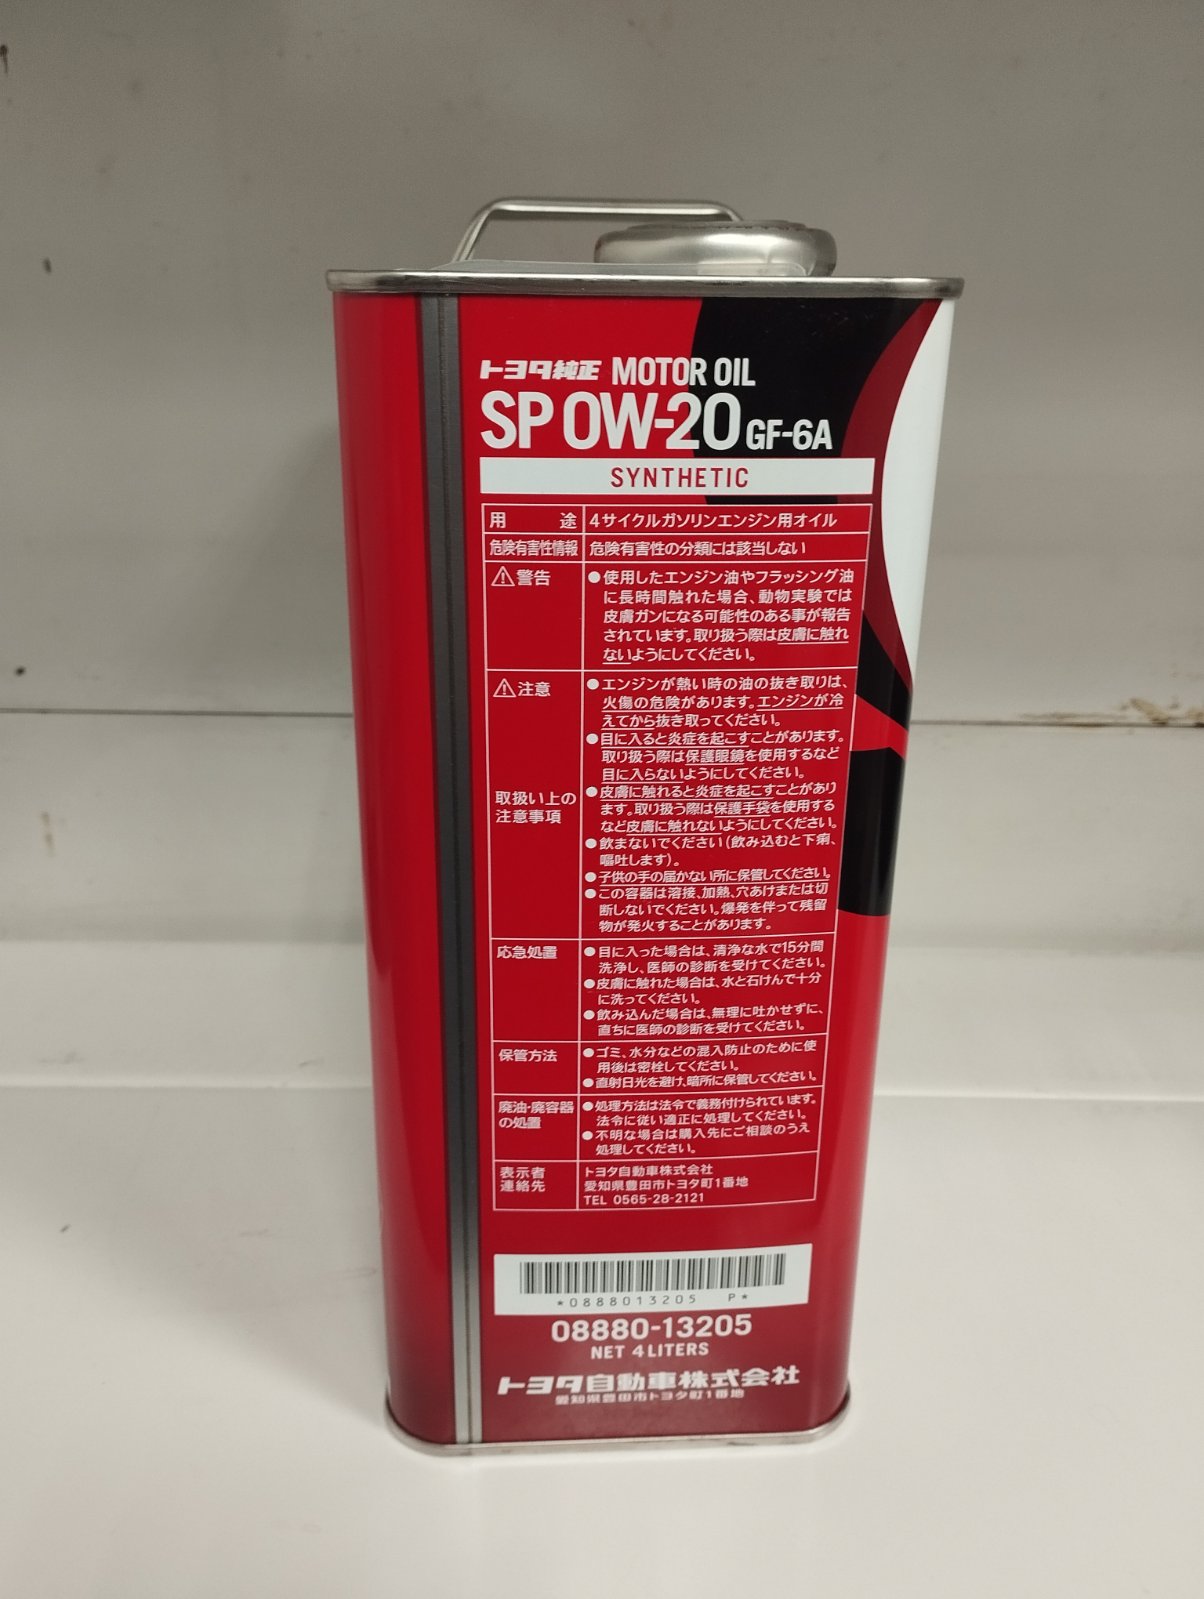 トヨタ純正 MOTOR OIL
SP 0W-20 GF-6A
SYNTHETIC
用途 4サイクルガソリンエンジン用オイル
危険有害性情報 危険有害性の分類には該当しない
⚠警告
●使用したエンジン油やフラッシング油
に長時間触れた場合、動物実験では
皮膚ガンになる可能性のある事が報告
されています。取り扱う際は皮膚に触れ
ないようにしてください。
⚠注意
取扱い上の
注意事項
●エンジンが熱い時の油の抜き取りは、
火傷の危険があります。エンジンが冷
えてから抜き取ってください。
●目に入ると炎症を起こすことがあります。
取り扱う際は保護眼鏡を使用するなど
目に入らないようにしてください。
●皮膚に触れると炎症を起こすことがあり
ます。取り扱う際は保護手袋を使用する
など皮膚に触れないようにしてください。
●飲まないでください(飲み込むと下痢、
嘔吐します)。
●子供の手の届かない所に保管してください。
●この容器は溶接、加熱、穴あけまたは切
断しないでください。爆発を伴って残留
物が発火することがあります。
応急処置
●目に入った場合は、清浄な水で15分間
洗浄し、医師の診断を受けてください。
●皮膚に触れた場合は、水と石けんで十分
に洗ってください。
●飲み込んだ場合は、無理に吐かせずに、
直ちに医師の診断を受けてください。
保管方法
●ゴミ、水分などの混入防止のために使
用後は密栓してください。
●直射日光を避け、暗所に保管してください。
廃油・廃容器
の処置
●処理方法は法令で義務付けられています。
法令に従い適正に処理してください。
●不明な場合は購入先にご相談のうえ
処理してください。
表示者
連絡先
トヨタ自動車株式会社
愛知県豊田市トヨタ町1番地
TEL 0565-28-2121
*0888013205 P*
08880-13205
NET 4 LITERS
トヨタ自動車株式会社
愛知県豊田市トヨタ町1番地